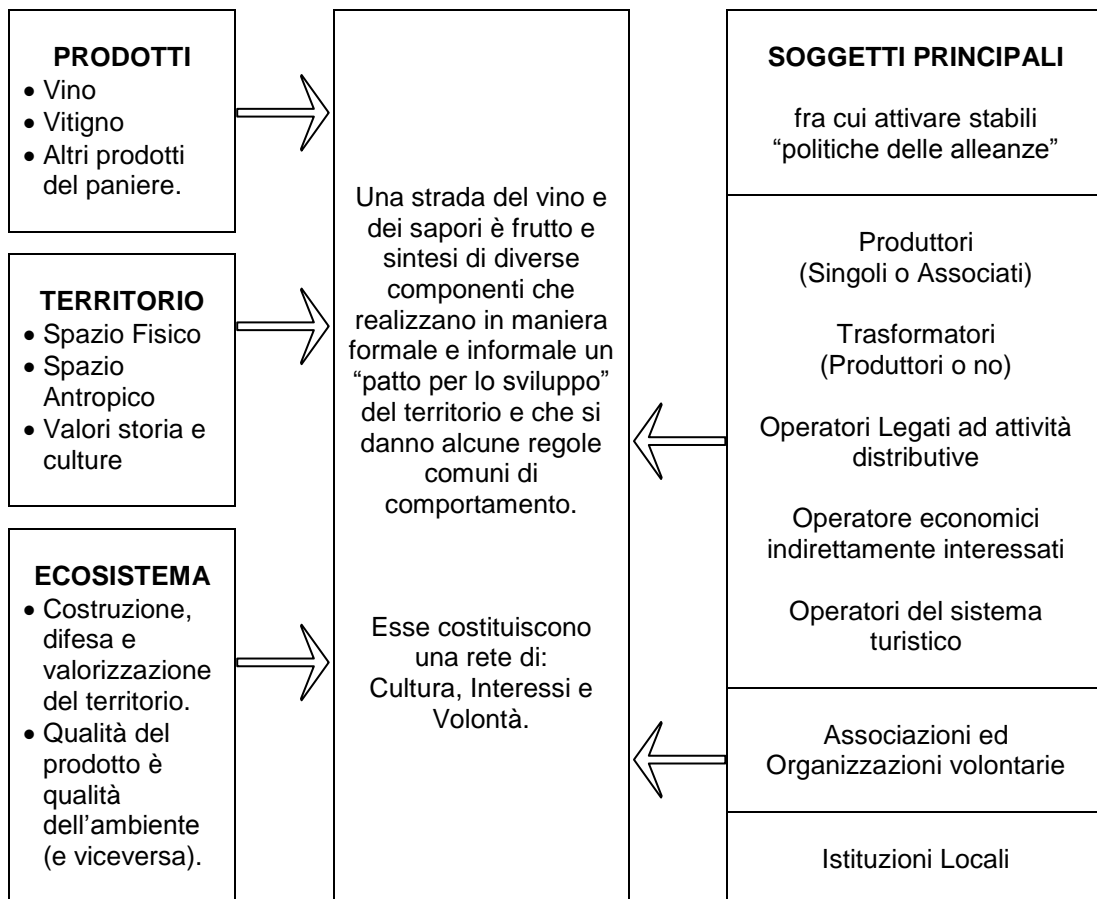 PRODOTTI
• Vino
• Vitigno
• Altri prodotti
del paniere.
TERRITORIO
• Spazio Fisico
• Spazio
Antropico
• Valori storia e
culture
ECOSISTEMA
• Costruzione,
difesa e
valorizzazione
del territorio.
• Qualità del
prodotto è
qualità
dell’ambiente
(e viceversa).
Una strada del vino e
dei sapori è frutto e
sintesi di diverse
componenti che
realizzano in maniera
formale e informale un
“patto per lo sviluppo”
del territorio e che si
danno alcune regole
comuni di
comportamento.
Esse costituiscono
una rete di:
Cultura, Interessi e
Volontà.
SOGGETTI PRINCIPALI
fra cui attivare stabili
“politiche delle alleanze”
Produttori
(Singoli o Associati)
Trasformatori
(Produttori o no)
Operatori Legati ad attività
distributive
Operatore economici
indirettamente interessati
Operatori del sistema
turistico
Associazioni ed
Organizzazioni volontarie
Istituzioni Locali